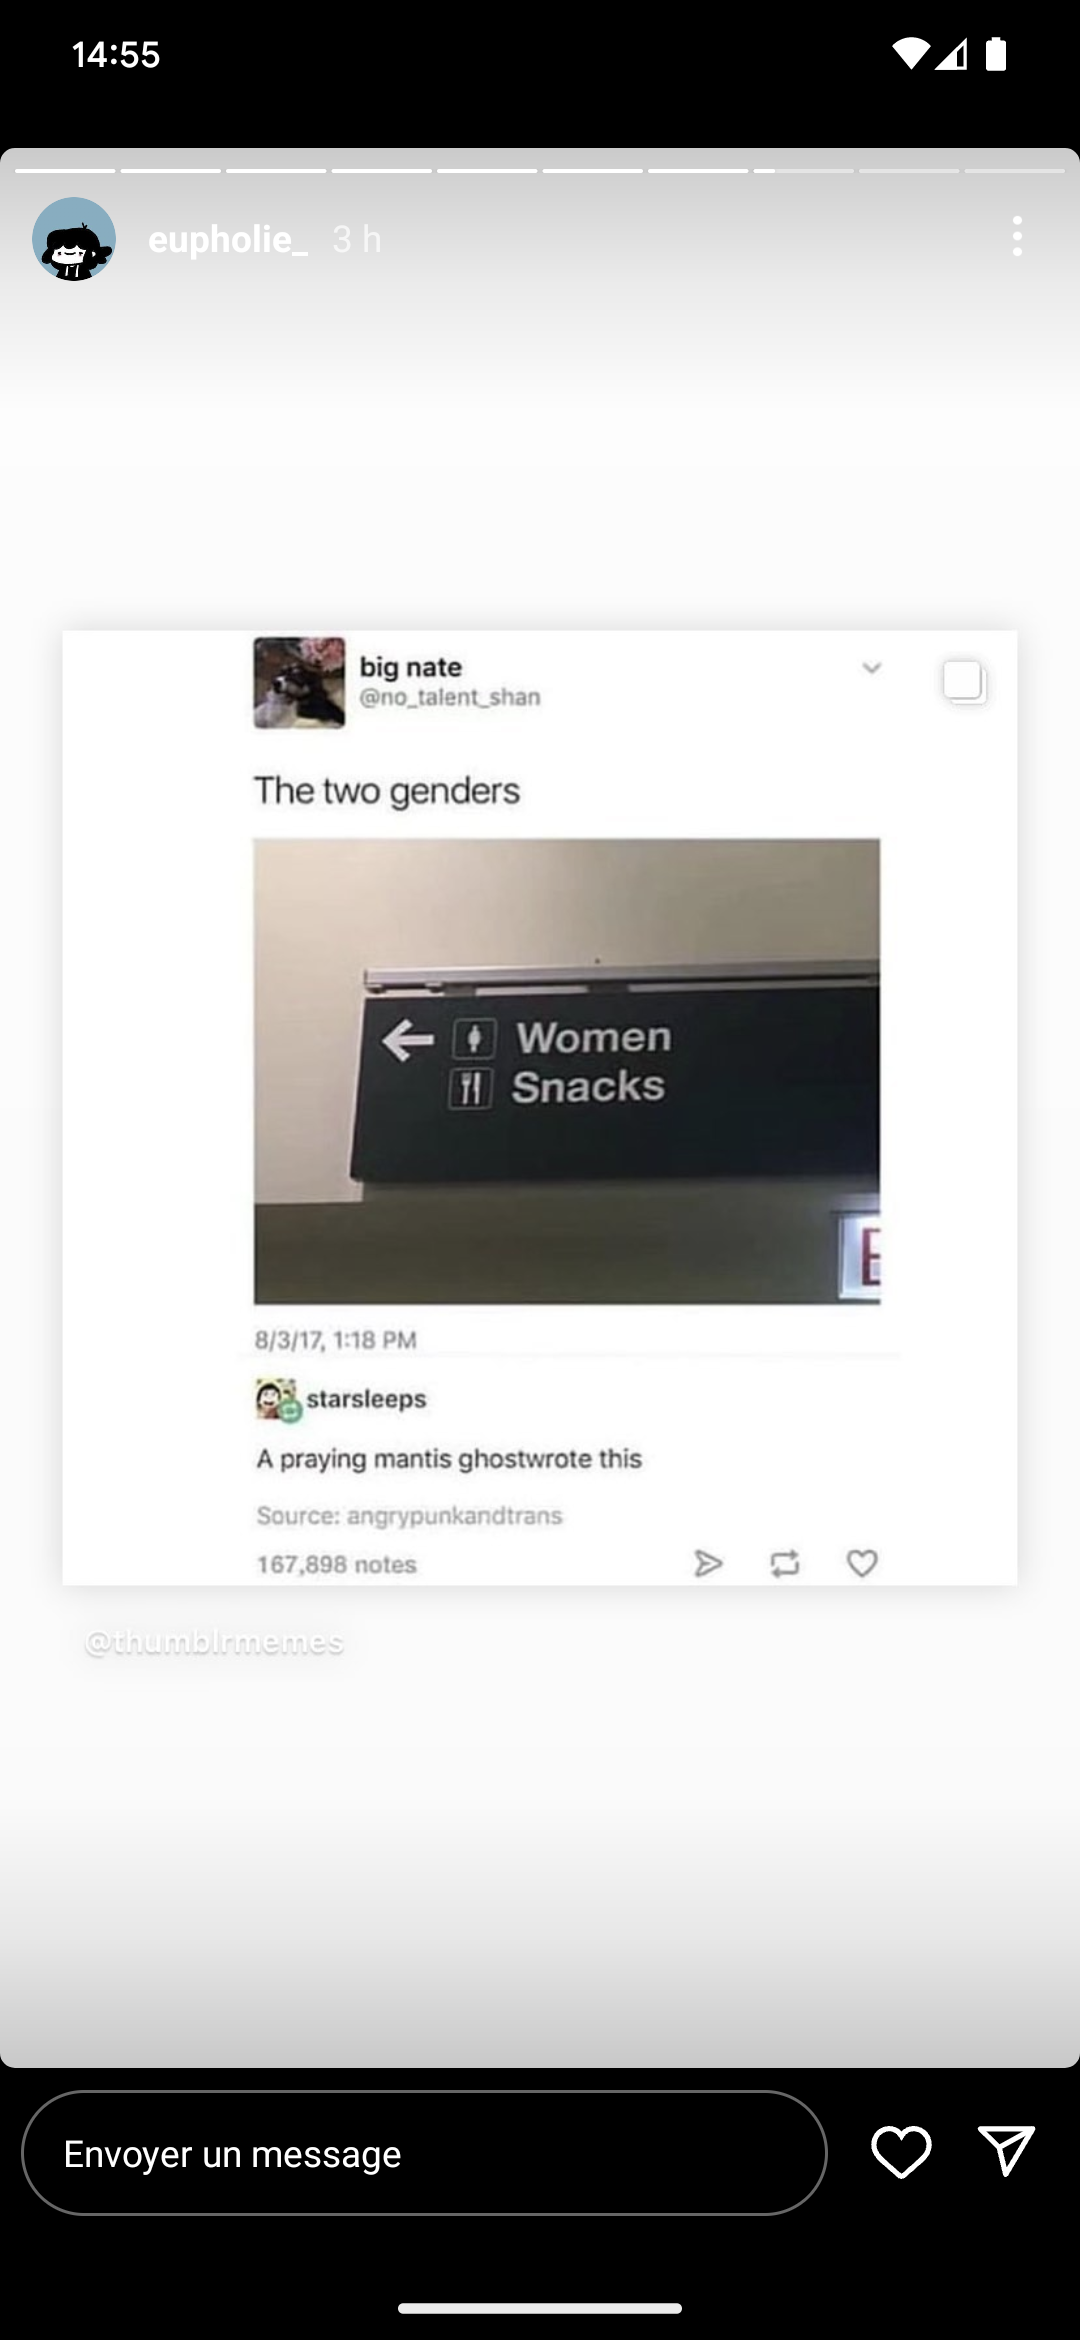 14:55
eupholie_ 3 h
big nate
@no_talent_shan
The two genders
Women
Snacks
E
8/3/17, 1:18 PM
starsleeps
A praying mantis ghostwrote this
Source: angrypunkandtrans
167,898 notes
@thumblrmemes
Envoyer un message